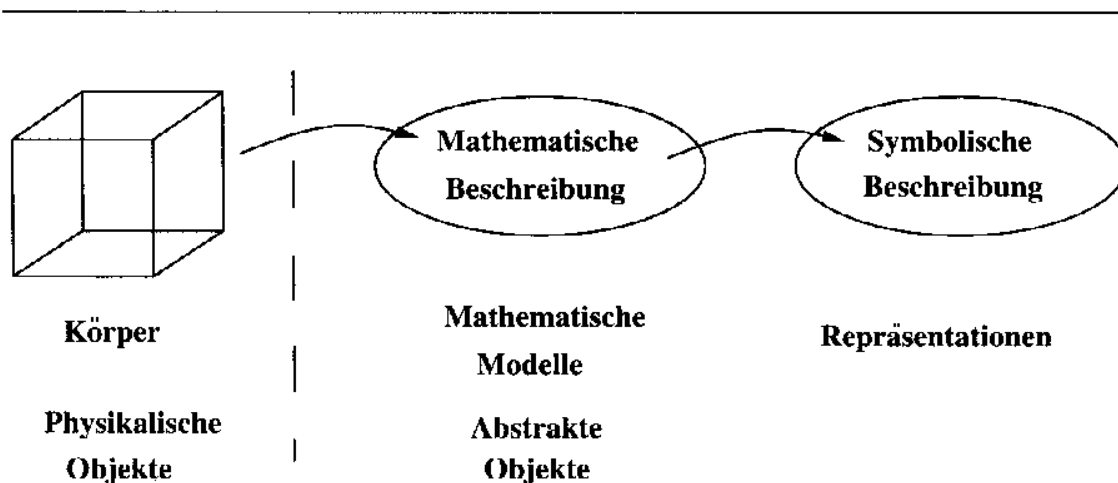 Mathematische
Beschreibung
Symbolische
Beschreibung
Körper
Mathematische
Modelle
Repräsentationen
Physikalische
Objekte
Abstrakte
Objekte